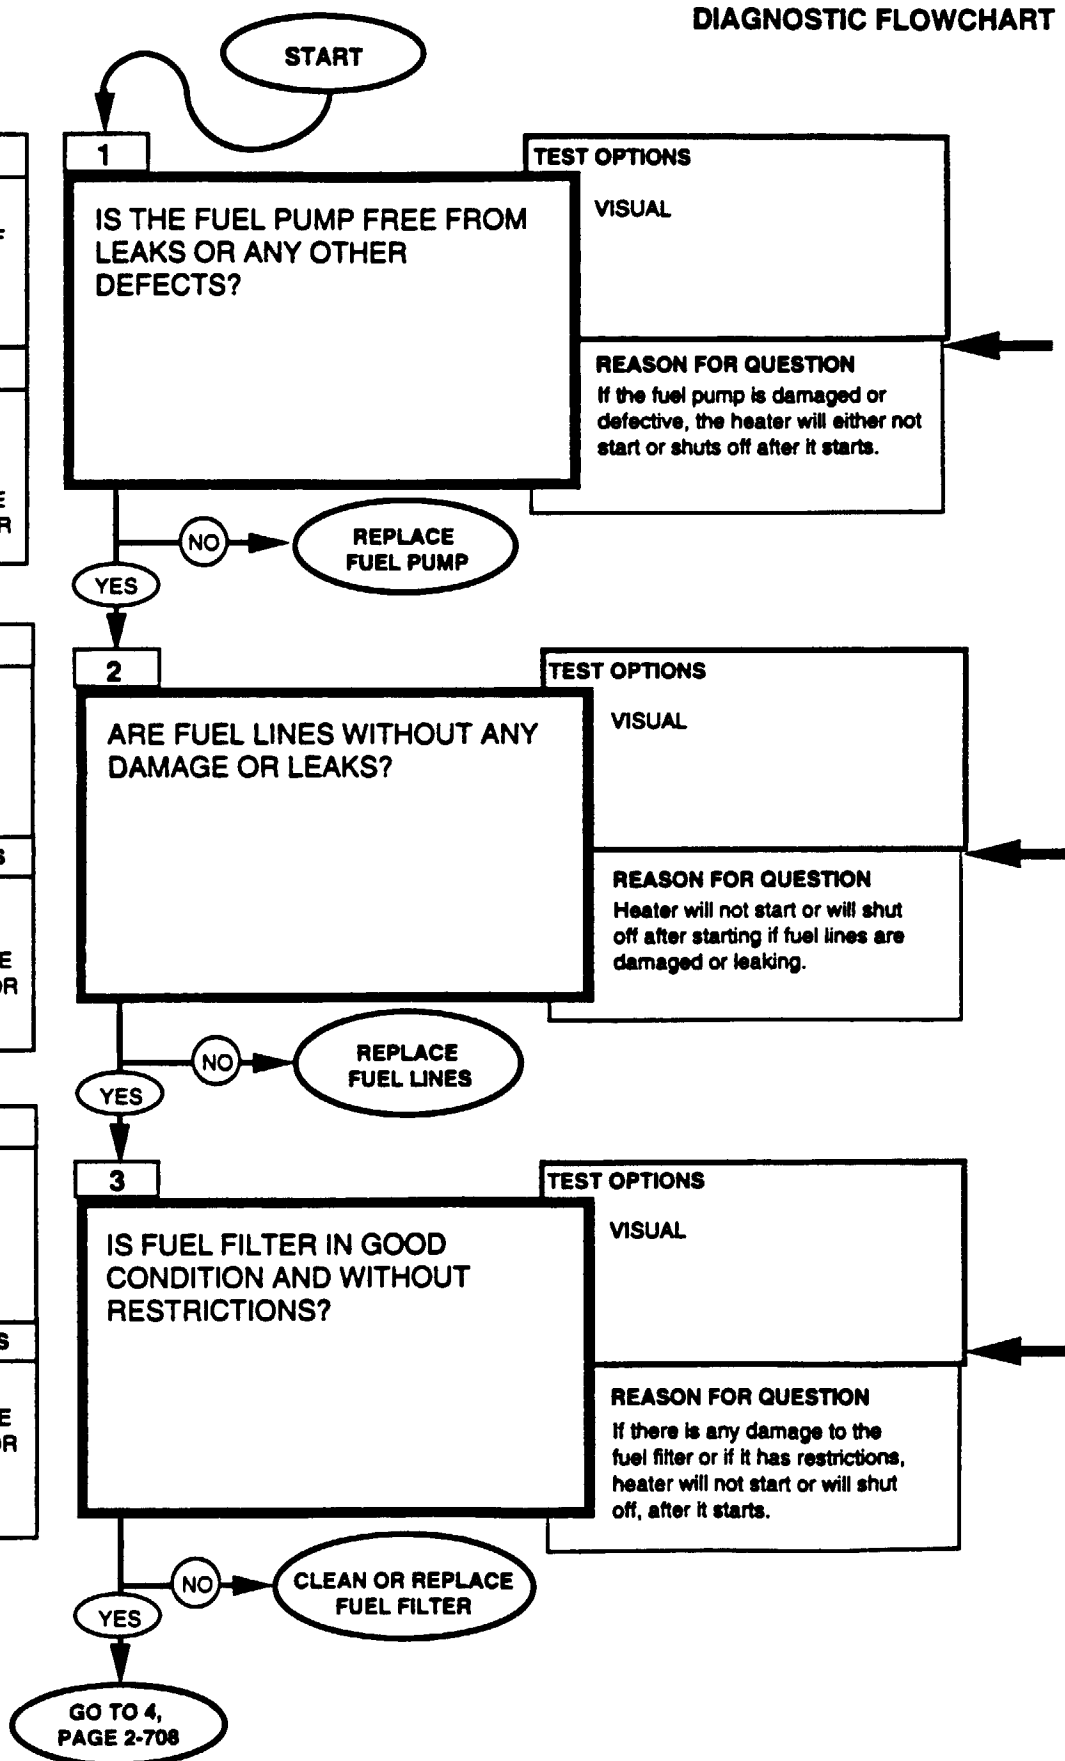 DIAGNOSTIC FLOWCHART
START
1
IS THE FUEL PUMP FREE FROM
LEAKS OR ANY OTHER
DEFECTS?
TEST OPTIONS
VISUAL
REASON FOR QUESTION
If the fuel pump is damaged or
defective, the heater will either not
start or shuts off after it starts.
NO
REPLACE
FUEL PUMP
YES
2
ARE FUEL LINES WITHOUT ANY
DAMAGE OR LEAKS?
TEST OPTIONS
VISUAL
REASON FOR QUESTION
Heater will not start or will shut
off after starting if fuel lines are
damaged or leaking.
NO
REPLACE
FUEL LINES
YES
3
IS FUEL FILTER IN GOOD
CONDITION AND WITHOUT
RESTRICTIONS?
TEST OPTIONS
VISUAL
REASON FOR QUESTION
If there is any damage to the
fuel filter or if it has restrictions,
heater will not start or will shut
off, after it starts.
NO
CLEAN OR REPLACE
FUEL FILTER
YES
GO TO 4,
PAGE 2-708